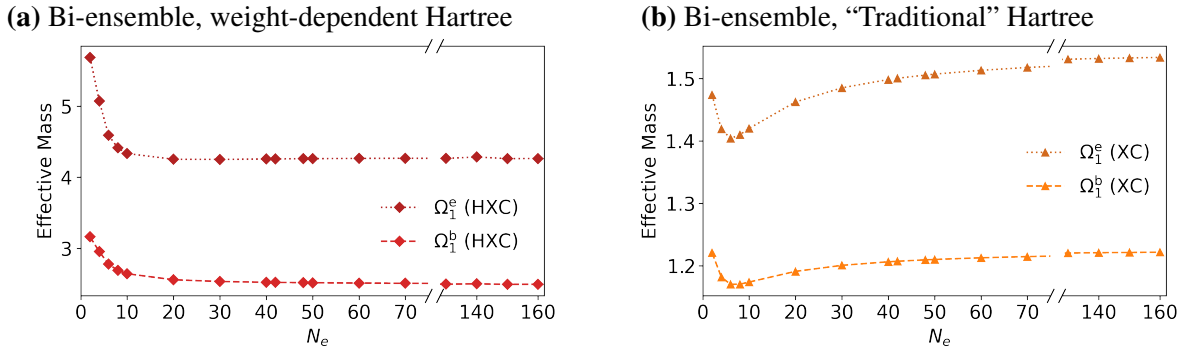 (a) Bi-ensemble, weight-dependent Hartree
Effective Mass
5
4
3
Ω₁ᵉ (HXC)
Ω₁ᵇ (HXC)
0 10 20 30 40 50 60 70 140 160
Nₑ
(b) Bi-ensemble, “Traditional” Hartree
Effective Mass
1.5
1.4
1.3
1.2
Ω₁ᵉ (XC)
Ω₁ᵇ (XC)
0 10 20 30 40 50 60 70 140 160
Nₑ